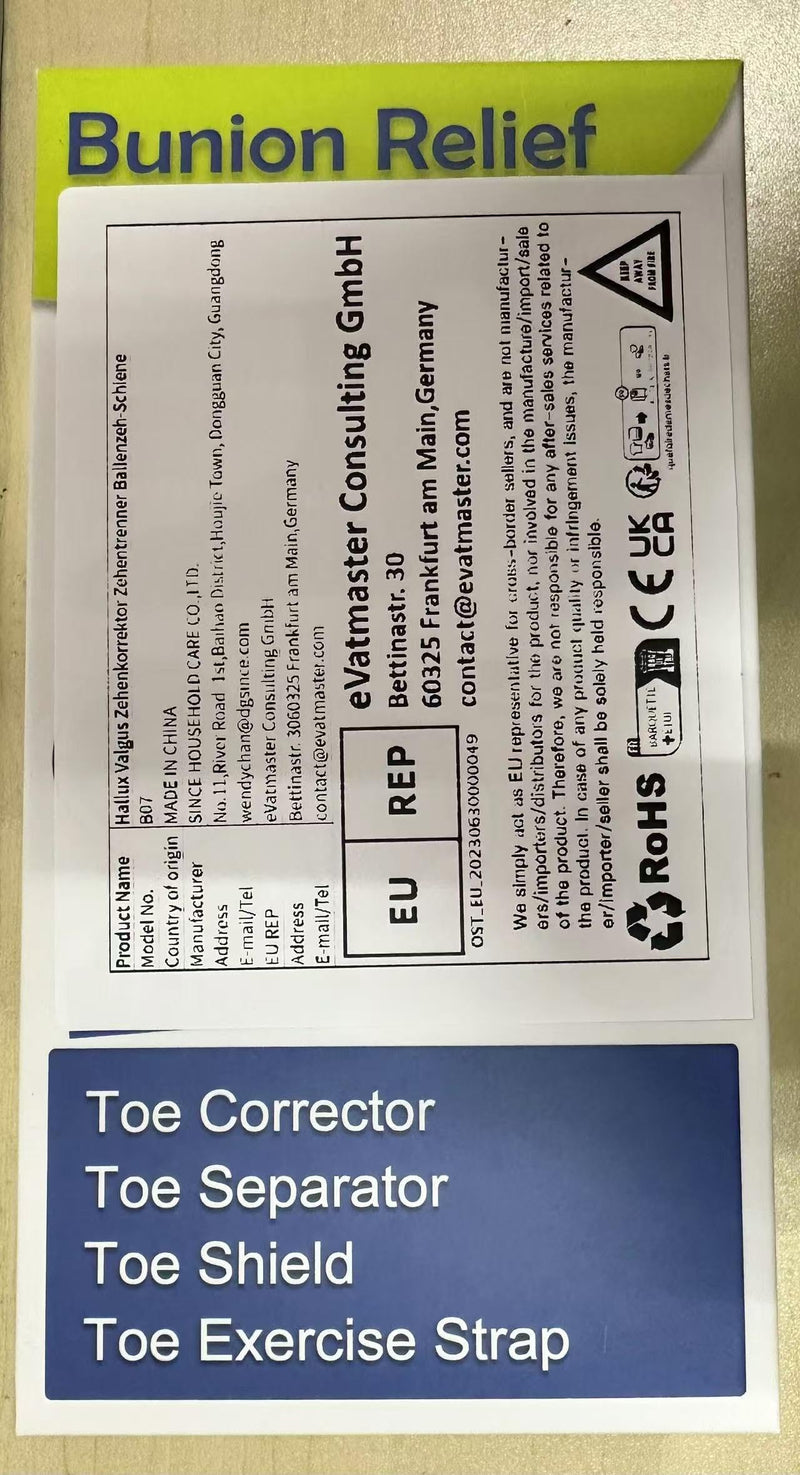 Bunion Relief
Product Name Hallux Valgus Zehenkorrektor Zehentrenner Ballenzeh-Schiene
Model No. B07
Country of origin MADE IN CHINA
Manufacturer SINCE HOUSEHOLD CARE CO.,LTD.
Address No.11,River Road 1st,Baihao District,Houjie Town, Dongguan City, Guangdong
E-mail/Tel wendychan@dgsince.com
EU REP eVatmaster Consulting GmbH
Address Bettinastr. 3060325 Frankfurt am Main,Germany
E-mail/Tel contact@evatmaster.com
EU REP
eVatmaster Consulting GmbH
Bettinastr. 30
60325 Frankfurt am Main,Germany
contact@evatmaster.com
OST_EU_20230630000049
We simply act as EU representative for cross-border sellers, and are not manufactur-
ers/importers/distributors for the product, nor involved in the manufacture/import/sale
of the product. Therefore, we are not responsible for any after-sales services related to
the product. In case of any product quality or infringement issues, the manufactur-
er/importer/seller shall be solely held responsible.
RoHS
BARQUETTE
CE
UK
CA
KEEP
AWAY
FROM FIRE
Toe Corrector
Toe Separator
Toe Shield
Toe Exercise Strap